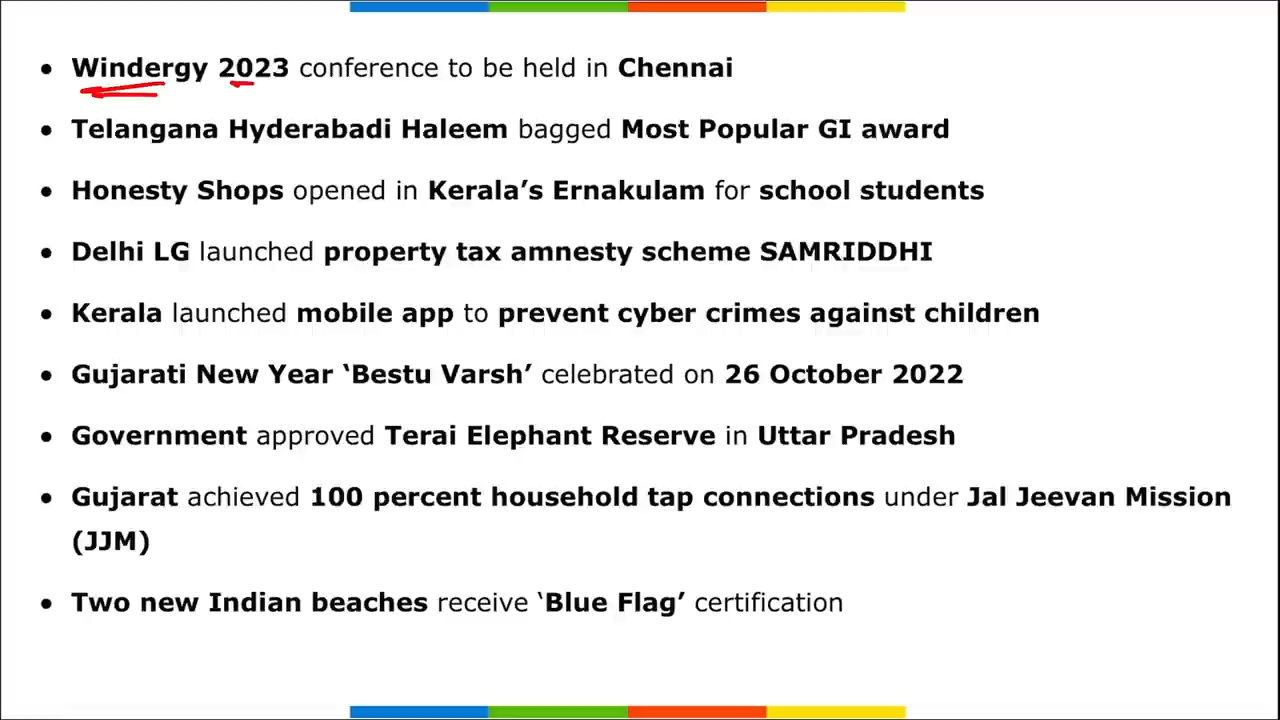 • Windergy 2023 conference to be held in Chennai
• Telangana Hyderabadi Haleem bagged Most Popular GI award
• Honesty Shops opened in Kerala’s Ernakulam for school students
• Delhi LG launched property tax amnesty scheme SAMRIDDHI
• Kerala launched mobile app to prevent cyber crimes against children
• Gujarati New Year ‘Bestu Varsh’ celebrated on 26 October 2022
• Government approved Terai Elephant Reserve in Uttar Pradesh
• Gujarat achieved 100 percent household tap connections under Jal Jeevan Mission
(JJM)
• Two new Indian beaches receive ‘Blue Flag’ certification